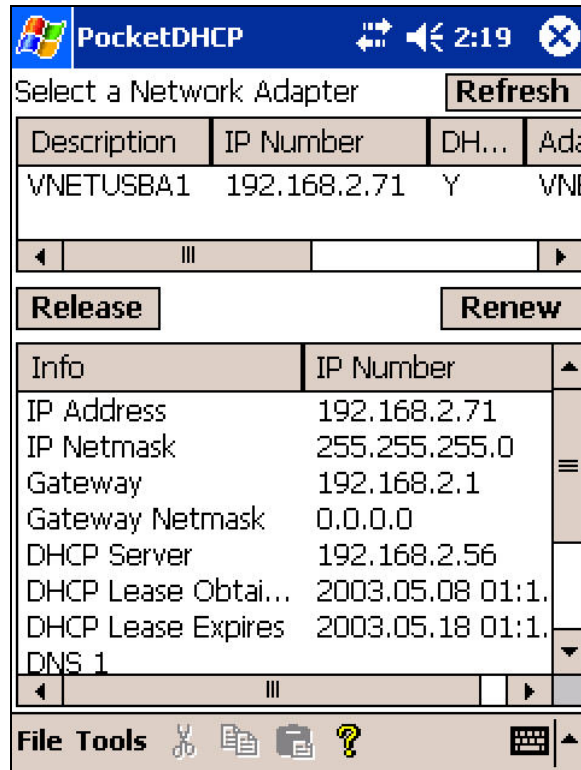 PocketDHCP 2:19
Select a Network Adapter Refresh
Description IP Number DH... Ada
VNETUSBA1 192.168.2.71 Y VNE
Release Renew
Info IP Number
IP Address 192.168.2.71
IP Netmask 255.255.255.0
Gateway 192.168.2.1
Gateway Netmask 0.0.0.0
DHCP Server 192.168.2.56
DHCP Lease Obtai... 2003.05.08 01:1.
DHCP Lease Expires 2003.05.18 01:1.
DNS 1
File Tools